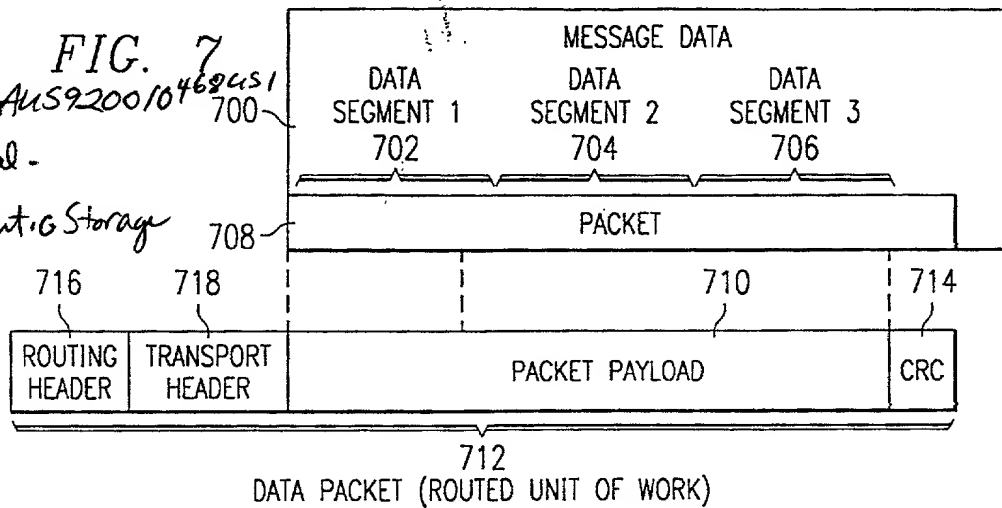 FIG. 7
AUS920010468US1
MESSAGE DATA
700
DATA SEGMENT 1
702
DATA SEGMENT 2
704
DATA SEGMENT 3
706
Storage
708
PACKET
716
718
710
714
ROUTING HEADER
TRANSPORT HEADER
PACKET PAYLOAD
CRC
712
DATA PACKET (ROUTED UNIT OF WORK)